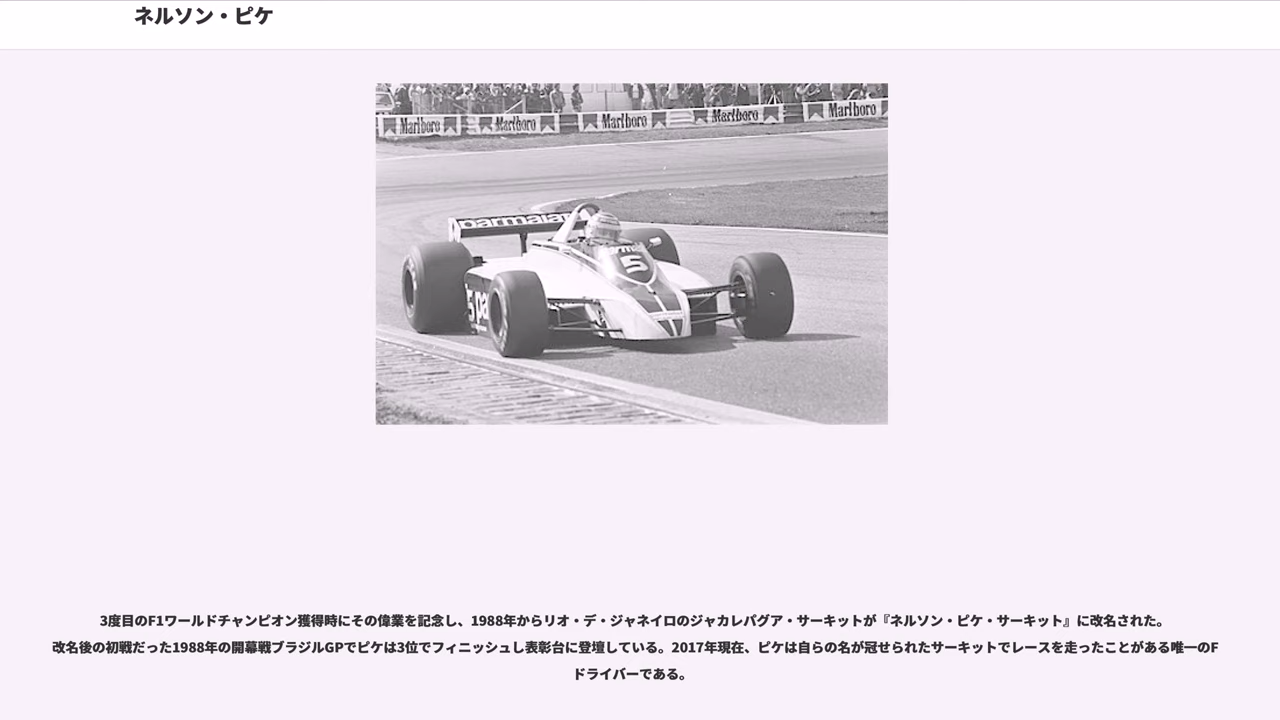 ネルソン・ピケ
Marlboro Marlboro Marlboro Marlboro Marlboro
parmalat
5
3度目のF1ワールドチャンピオン獲得時にその偉業を記念し、1988年からリオ・デ・ジャネイロのジャカレパグア・サーキットが『ネルソン・ピケ・サーキット』に改名された。
改名後の初戦だった1988年の開幕戦ブラジルGPでピケは3位でフィニッシュし表彰台に登壇している。2017年現在、ピケは自らの名が冠せられたサーキットでレースを走ったことがある唯一のF
ドライバーである。